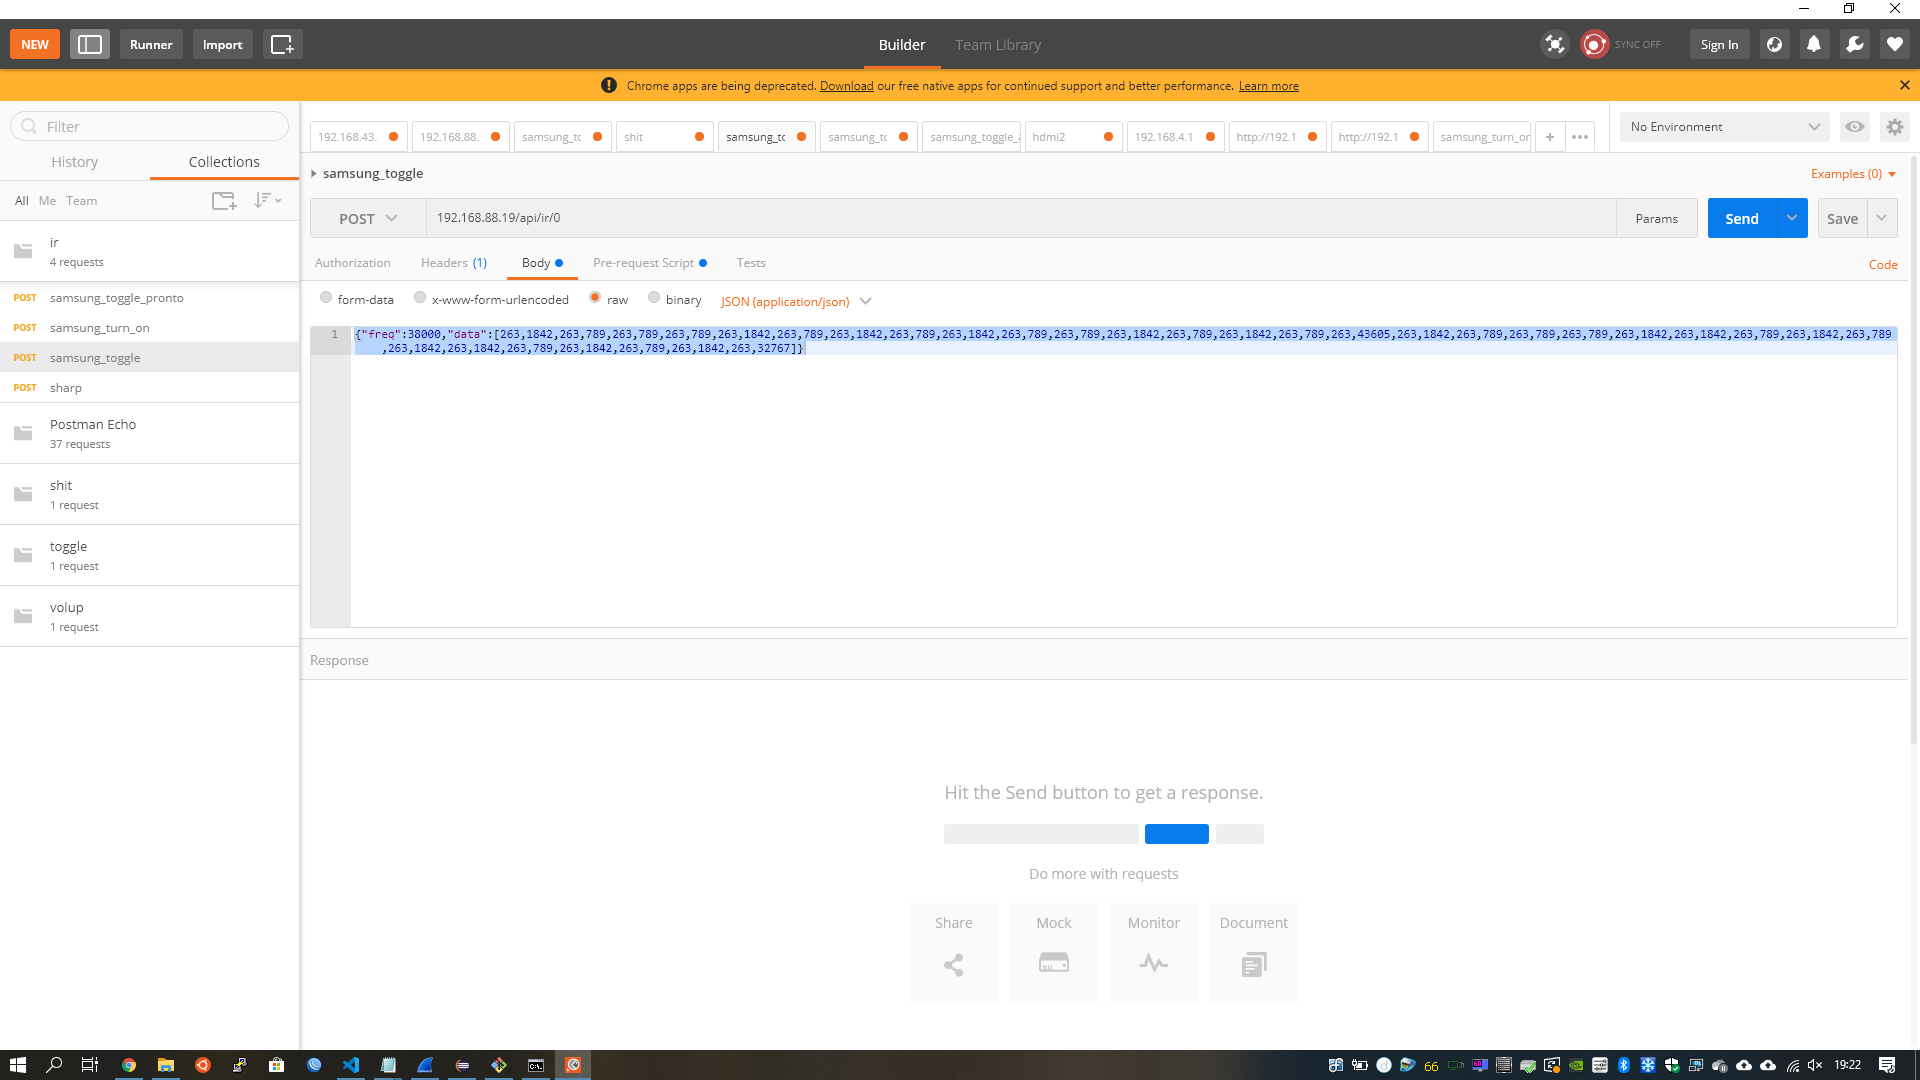 NEW
Runner
Import
Builder
Team Library
SYNC OFF
Sign In
Chrome apps are being deprecated. Download our free native apps for continued support and better performance. Learn more
Filter
History
Collections
All
Me
Team
ir
4 requests
POST samsung_toggle_pronto
POST samsung_turn_on
POST samsung_toggle
POST sharp
Postman Echo
37 requests
shit
1 request
toggle
1 request
volup
1 request
192.168.43.
192.168.88.
samsung_tc
shit
samsung_tc
samsung_tc
samsung_toggle_a
hdmi2
192.168.4.1
http://192.1
http://192.1
samsung_turn_on
No Environment
samsung_toggle
Examples (0)
POST
192.168.88.19/api/ir/0
Params
Send
Save
Authorization
Headers (1)
Body
Pre-request Script
Tests
Code
form-data
x-www-form-urlencoded
raw
binary
JSON (application/json)
1
{"freq":38000,"data":[263,1842,263,789,263,789,263,789,263,1842,263,789,263,1842,263,789,263,1842,263,789,263,789,263,1842,263,789,263,1842,263,789,263,43605,263,1842,263,789,263,789,263,789,263,1842,263,1842,263,789,263,1842,263,789
,263,1842,263,1842,263,789,263,1842,263,789,263,1842,263,32767]}
Response
Hit the Send button to get a response.
Do more with requests
Share
Mock
Monitor
Document
66
19:22